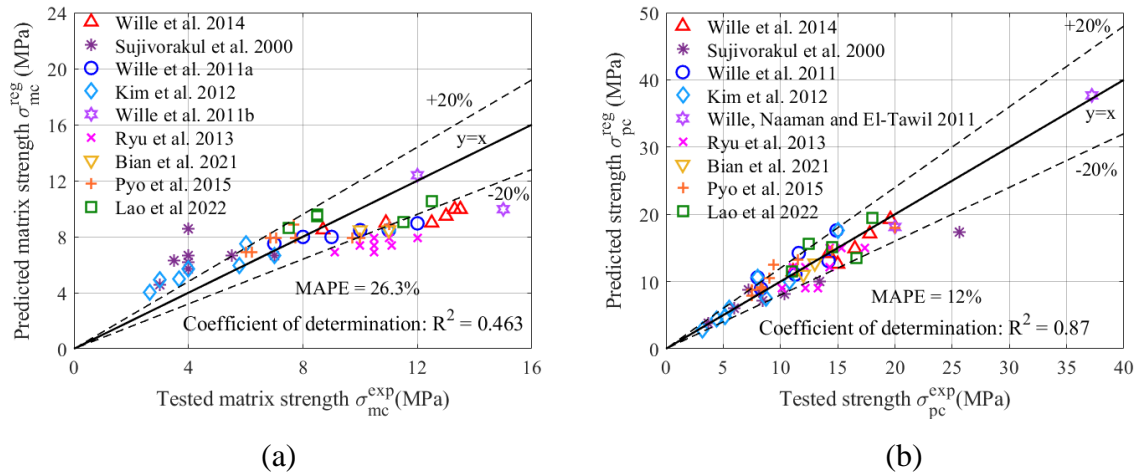 (a)
Predicted matrix strength σ_mc^reg (MPa)
24
20
16
12
8
4
0
Wille et al. 2014
Sujivorakul et al. 2000
Wille et al. 2011a
Kim et al. 2012
Wille et al. 2011b
Ryu et al. 2013
Bian et al. 2021
Pyo et al. 2015
Lao et al 2022
+20%
y=x
-20%
MAPE = 26.3%
Coefficient of determination: R² = 0.463
0 4 8 12 16
Tested matrix strength σ_mc^exp(MPa)
(a)
(b)
Predicted strength σ_pc^reg (MPa)
50
40
30
20
10
0
Wille et al. 2014
Sujivorakul et al. 2000
Wille et al. 2011
Kim et al. 2012
Wille, Naaman and El-Tawil 2011
Ryu et al. 2013
Bian et al. 2021
Pyo et al. 2015
Lao et al 2022
+20%
y=x
-20%
MAPE = 12%
Coefficient of determination: R² = 0.87
0 5 10 15 20 25 30 35 40
Tested strength σ_pc^exp(MPa)
(b)